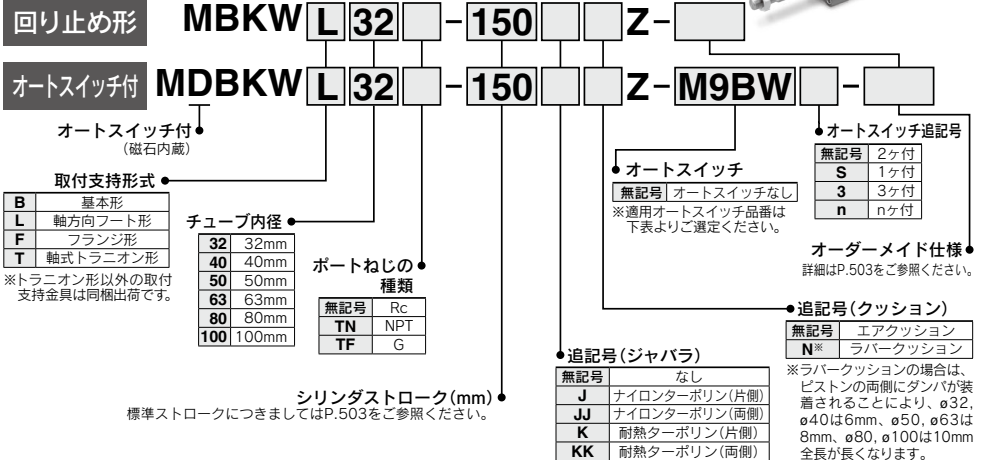 回り止め形 MBKW L 32 - 150 Z-
オートスイッチ付 MDBKW L 32 - 150 Z- M9BW -
オートスイッチ付
(磁石内蔵)
取付支持形式
B 基本形
L 軸方向フート形
F フランジ形
T 軸式トラニオン形
※トラニオン形以外の取付
支持金具は同梱出荷です。
チューブ内径
32 32mm
40 40mm
50 50mm
63 63mm
80 80mm
100 100mm
ポートねじの
種類
無記号 Rc
TN NPT
TF G
シリンダストローク(mm)
標準ストロークにつきましてはP.503をご参照ください。
追記号(ジャバラ)
無記号 なし
J ナイロンターポリン(片側)
JJ ナイロンターポリン(両側)
K 耐熱ターポリン(片側)
KK 耐熱ターポリン(両側)
オートスイッチ
無記号 オートスイッチなし
※適用オートスイッチ品番は
下表よりご選定ください。
オートスイッチ追記号
無記号 2ヶ付
S 1ヶ付
3 3ヶ付
n nヶ付
オーダーメイド仕様
詳細はP.503をご参照ください。
追記号(クッション)
無記号 エアクッション
N※ ラバークッション
※ラバークッションの場合は、
ピストンの両側にダンパが装
着されることにより、ø32,
ø40は6mm、ø50, ø63は
8mm、ø80, ø100は10mm
全長が長くなります。